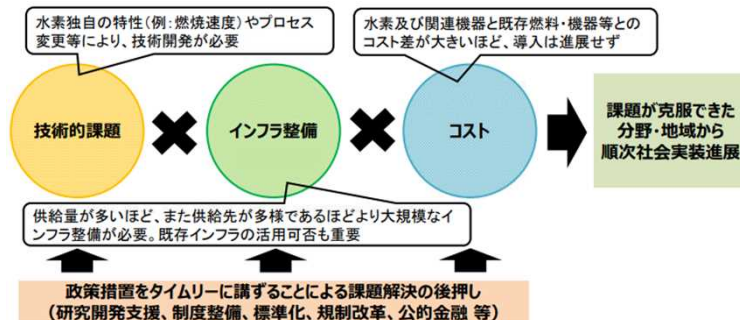 水素独自の特性(例:燃焼速度)やプロセス
変更等により、技術開発が必要
水素及び関連機器と既存燃料・機器等との
コスト差が大きいほど、導入は進展せず
技術的課題
インフラ整備
コスト
課題が克服できた
分野・地域から
順次社会実装進展
供給量が多いほど、また供給先が多様であるほどより大規模なイ
ンフラ整備が必要。既存インフラの活用可否も重要
政策措置をタイムリーに講ずることによる課題解決の後押し
(研究開発支援、制度整備、標準化、規制改革、公的金融 等)